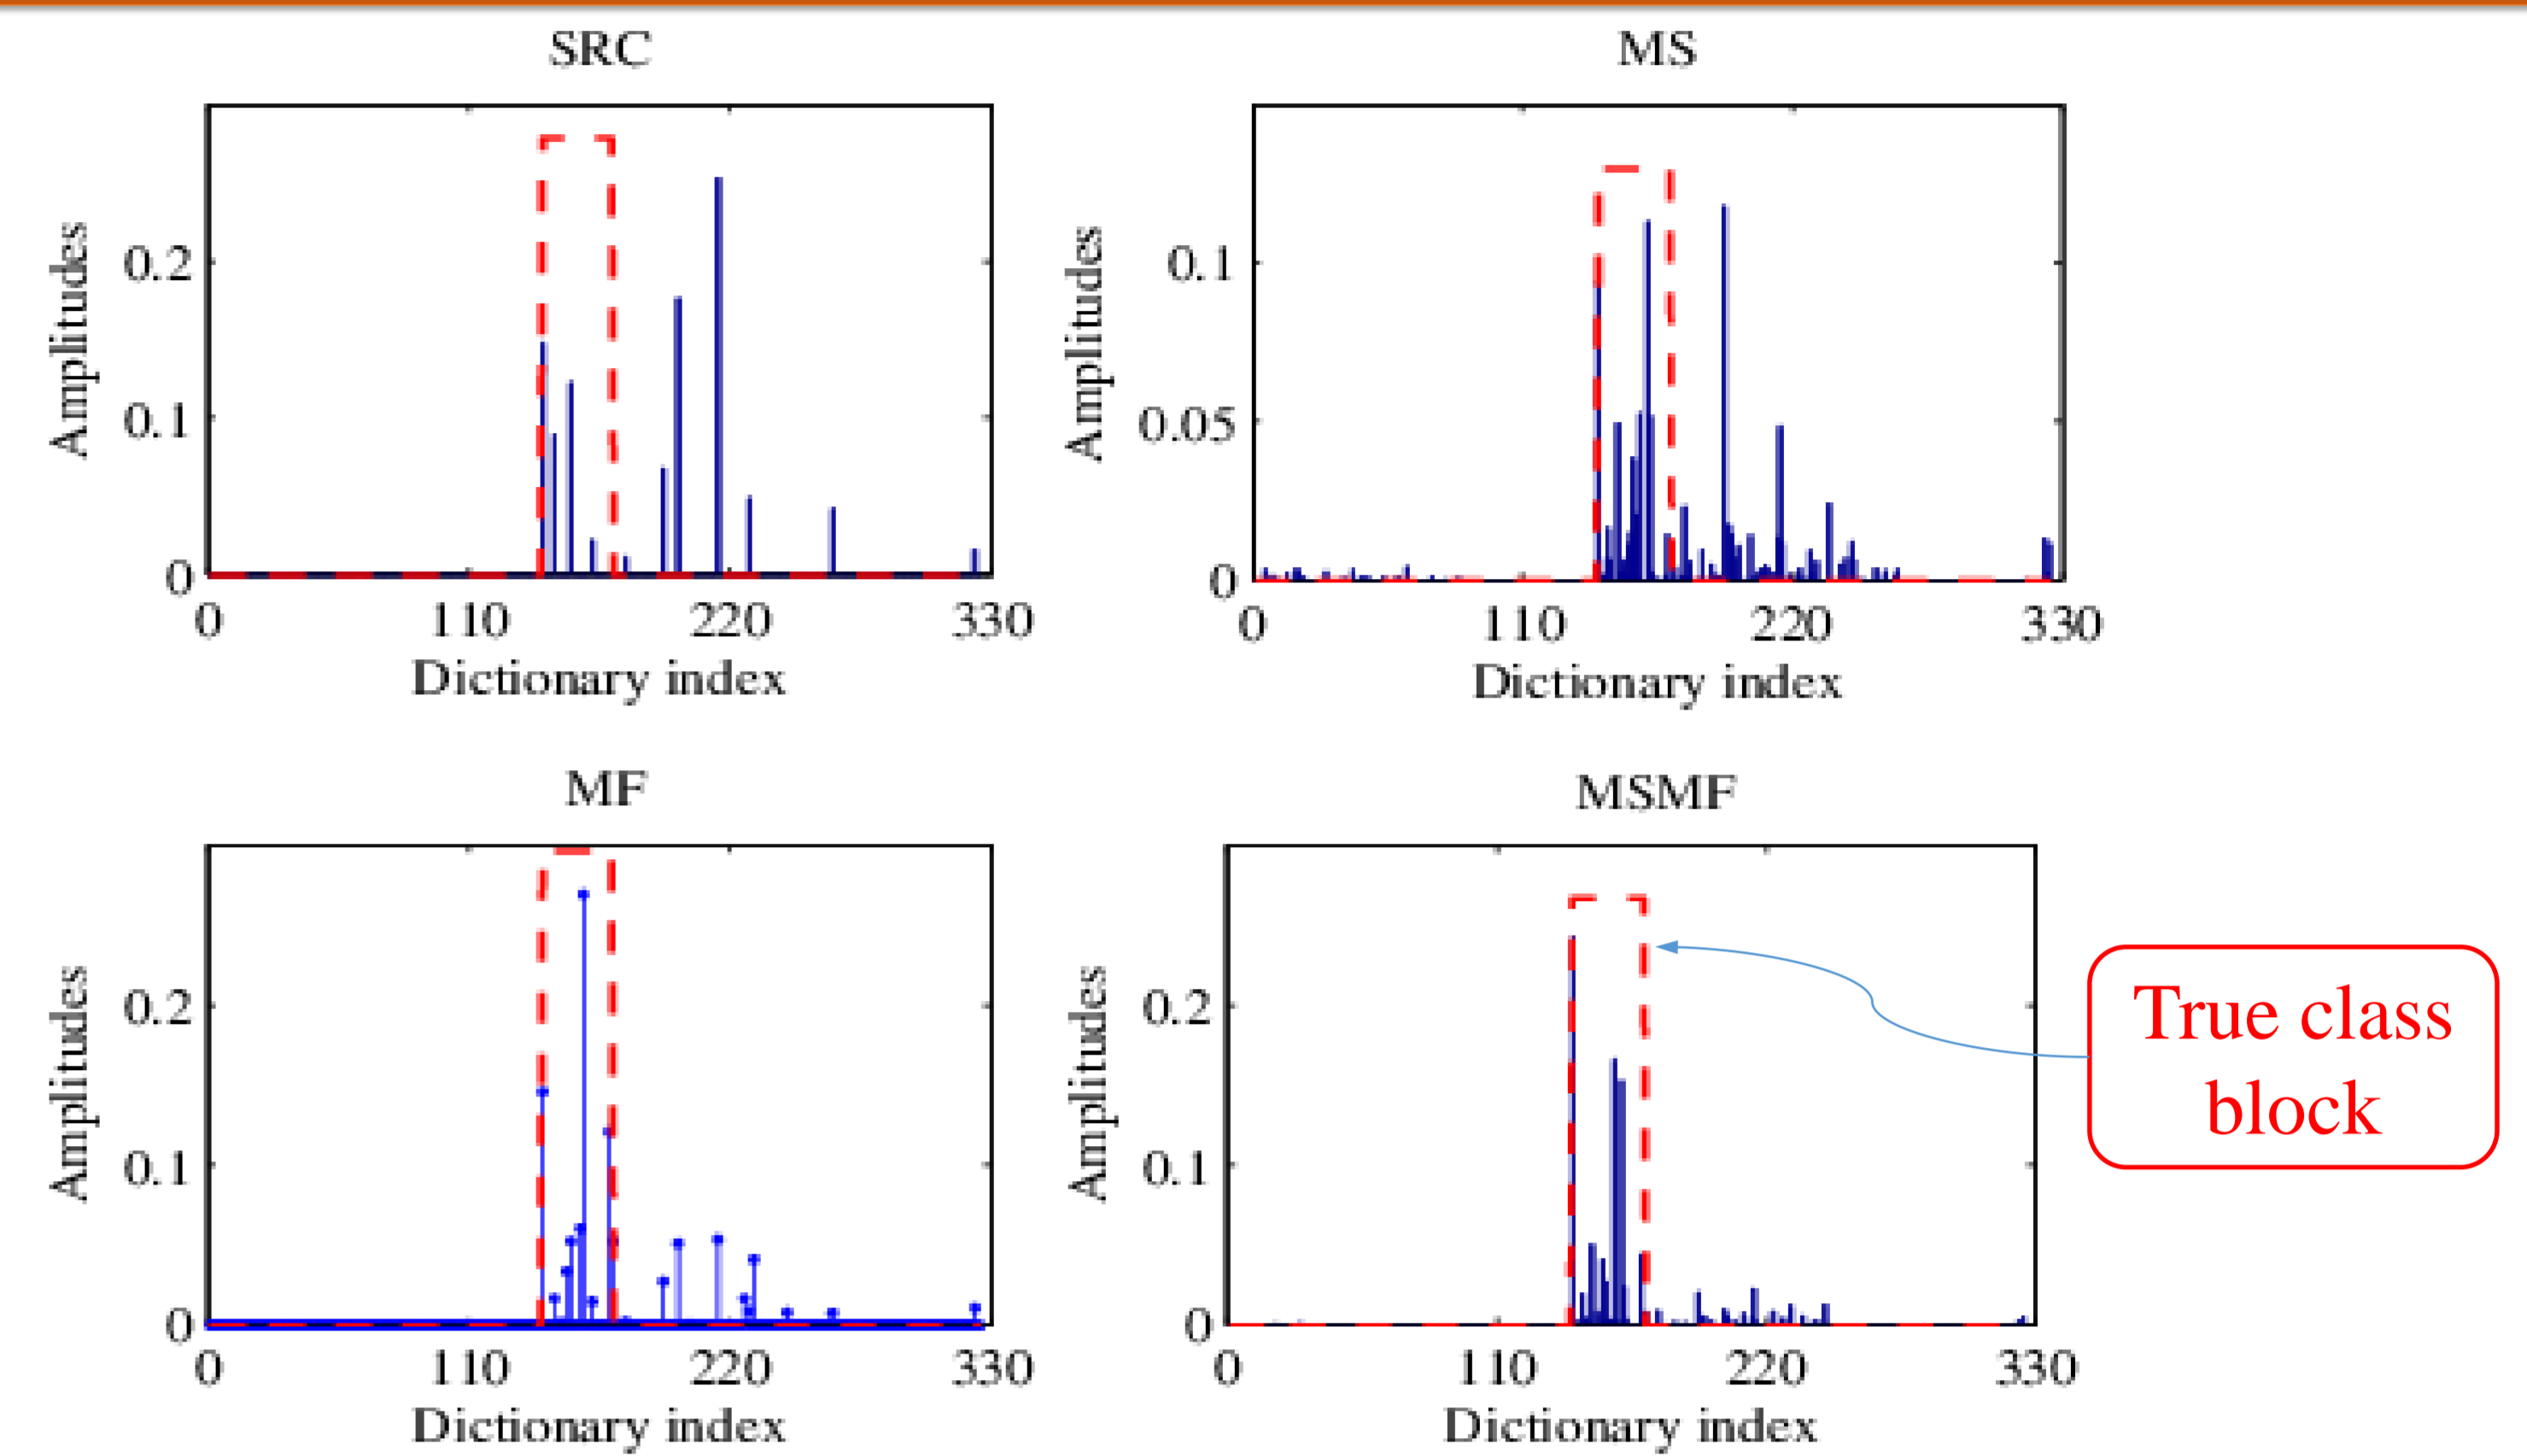 SRC
Amplitudes
0.2
0.1
0
0
110
220
330
Dictionary index
MS
Amplitudes
0.1
0.05
0
0
110
220
330
Dictionary index
MF
Amplitudes
0.2
0.1
0
0
110
220
330
Dictionary index
MSMF
Amplitudes
0.2
0.1
0
0
110
220
330
Dictionary index
True class
block